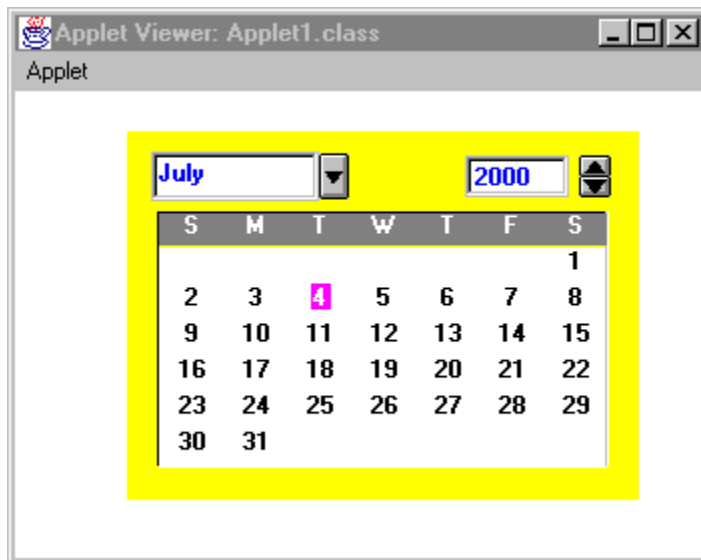 Applet Viewer: Applet1.class
Applet
July 2000
S M T W T F S
1
2 3 4 5 6 7 8
9 10 11 12 13 14 15
16 17 18 19 20 21 22
23 24 25 26 27 28 29
30 31